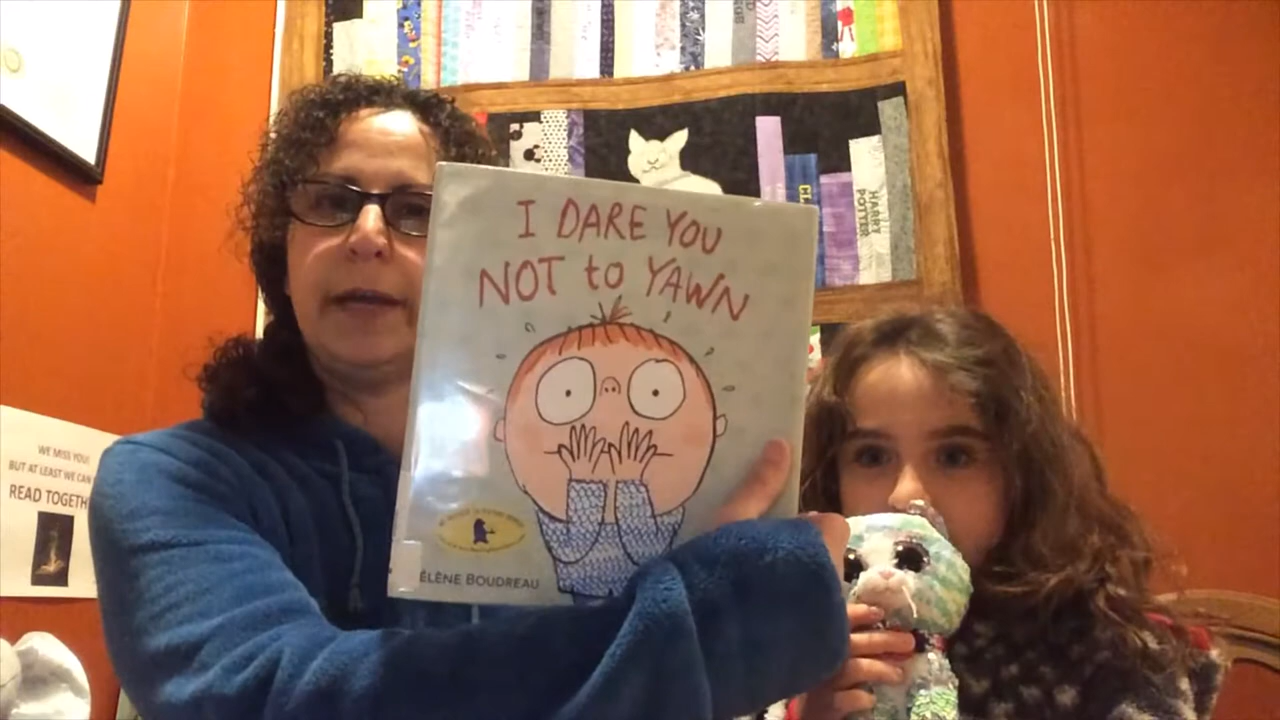 I DARE YOU
NOT to YAWN
ÉLÈNE BOUDREAU
WE MISS YOU!
BUT AT LEAST WE CAN
READ TOGETH
HARRY
POTTER
CL